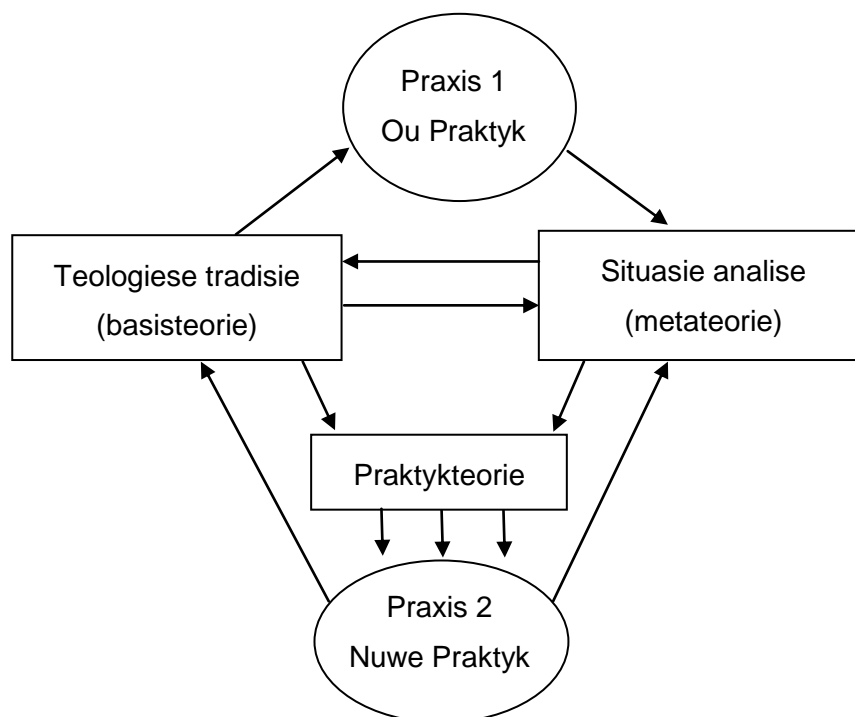 Praxis 1
Ou Praktyk
Teologiese tradisie
(basisteorie)
Situasie analise
(metateorie)
Praktykteorie
Praxis 2
Nuwe Praktyk